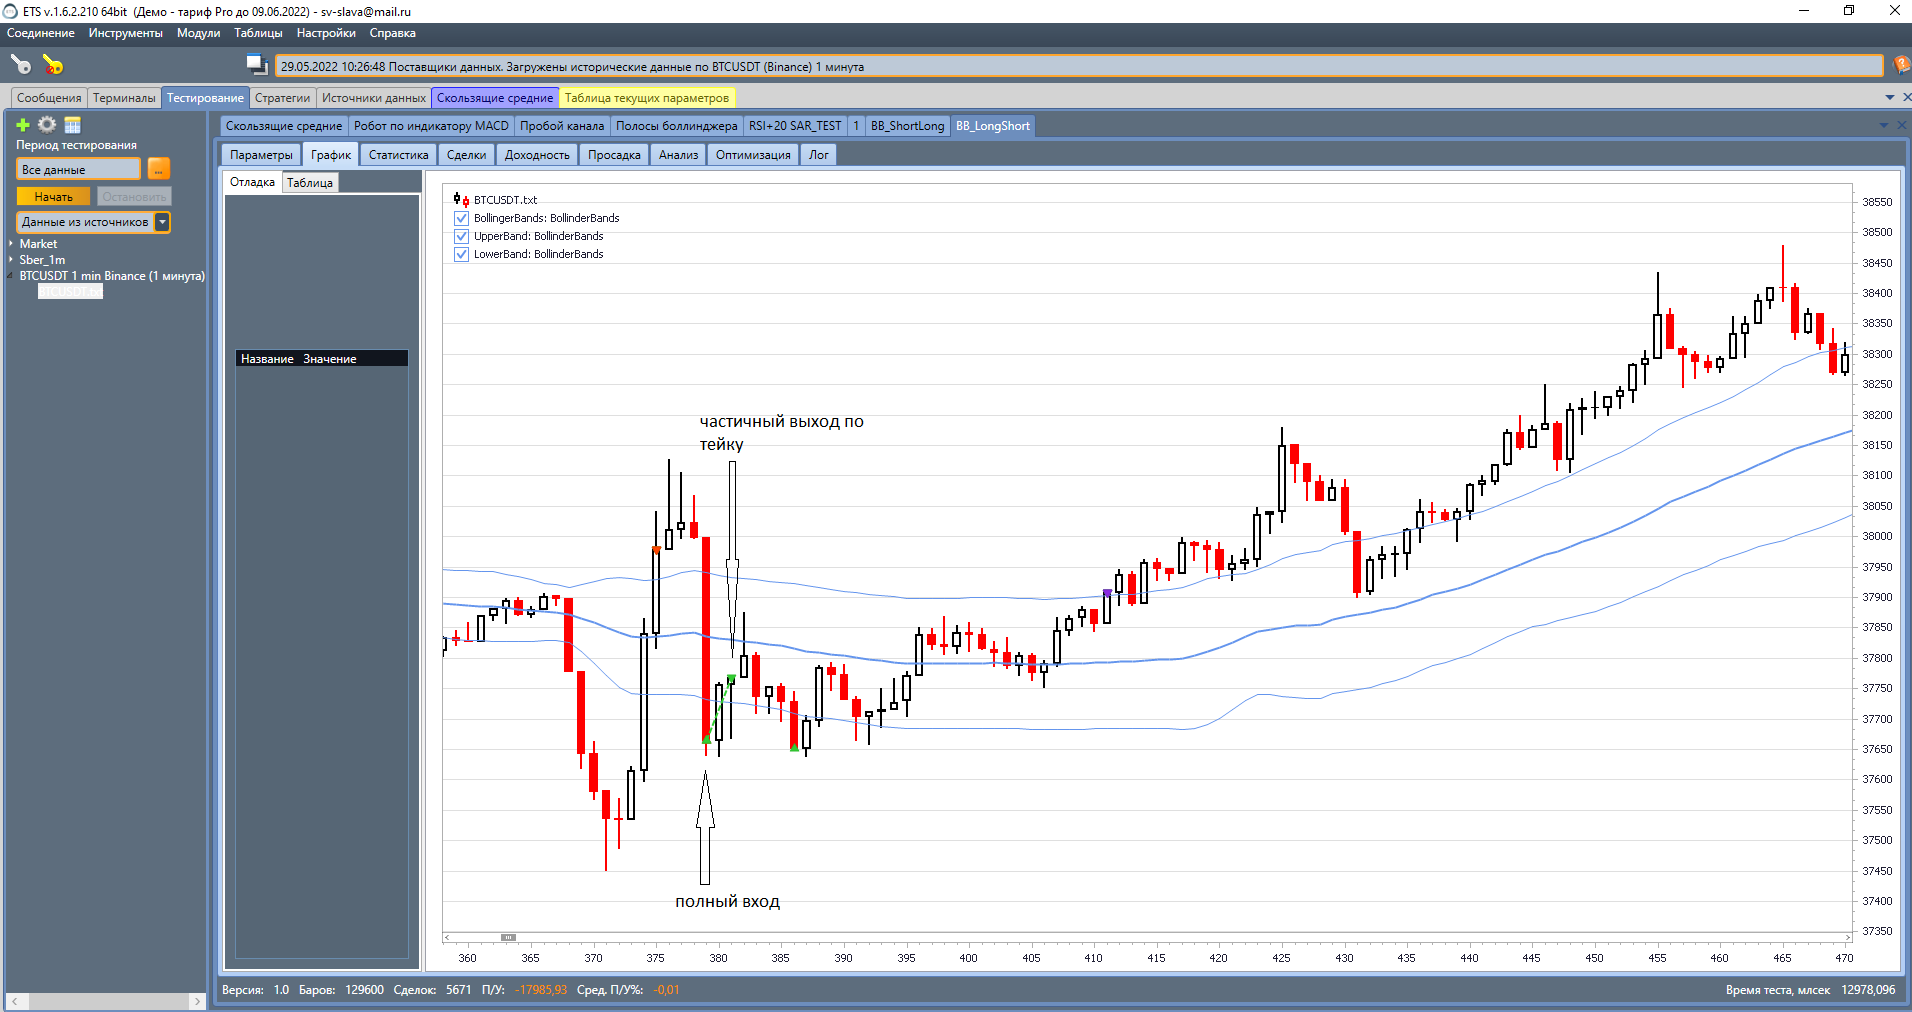 ETS v.1.6.2.210 64bit (Демо - тариф Pro до 09.06.2022) - sv-slava@mail.ru
Соединение Инструменты Модули Таблицы Настройки Справка
29.05.2022 10:26:48 Поставщики данных. Загружены исторические данные по BTCUSDT (Binance) 1 минута
Сообщения Терминалы Тестирование Стратегии Источники данных Скользящие средние Таблица текущих параметров
Скользящие средние Робот по индикатору MACD Пробой канала Полосы боллинджера RSI+20 SAR_TEST 1 BB_ShortLong BB_LongShort
Параметры График Статистика Сделки Доходность Просадка Анализ Оптимизация Лог
Период тестирования
Все данные ...
Начать Остановить
Данные из источников
Market
Sber_1m
BTCUSDT 1 min Binance (1 минута)
BTCUSDT.txt
Отладка Таблица
Название Значение
BTCUSDT.txt
BollingerBands: BollinderBands
UpperBand: BollinderBands
LowerBand: BollinderBands
частичный выход по
тейку
полный вход
38550
38500
38450
38400
38350
38300
38250
38200
38150
38100
38050
38000
37950
37900
37850
37800
37750
37700
37650
37600
37550
37500
37450
37400
37350
360 365 370 375 380 385 390 395 400 405 410 415 420 425 430 435 440 445 450 455 460 465 470
Версия: 1.0 Баров: 129600 Сделок: 5671 П/У: -17985,93 Сред. П/У%: -0,01 Время теста, млсек 12978,096